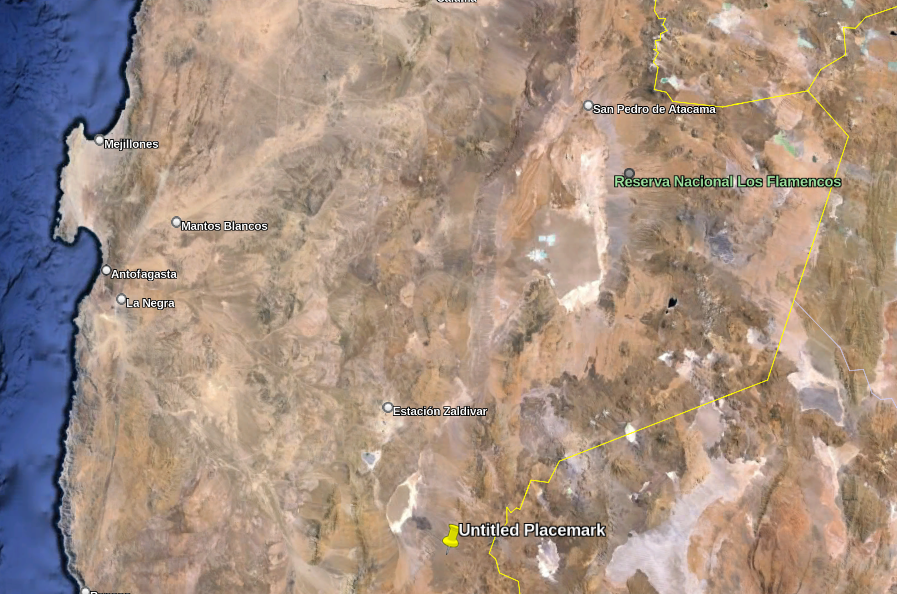 San Pedro de Atacama
Mejillones
Reserva Nacional Los Flamencos
Mantos Blancos
Antofagasta
La Negra
Estación Zaldivar
Untitled Placemark